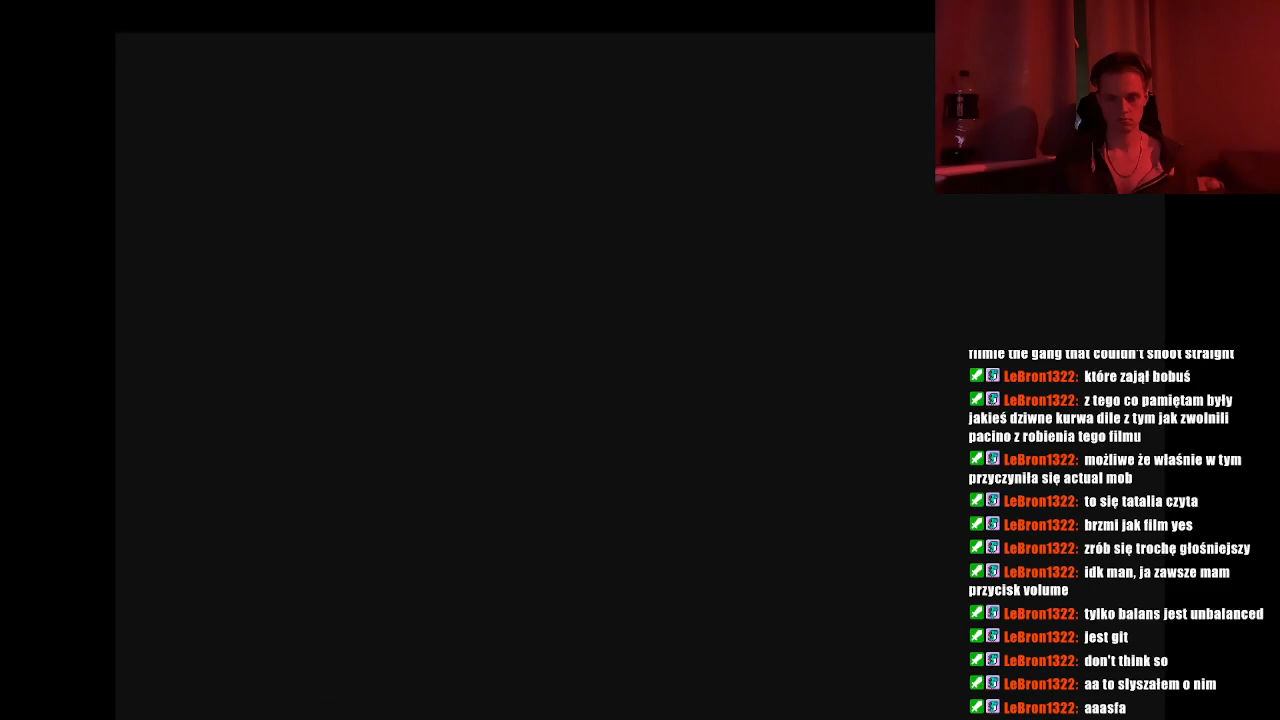 filmie the gang that couldn't shoot straight
LeBron1322: które zajął bobuś
LeBron1322: z tego co pamiętam były
jakieś dziwne kurwa dile z tym jak zwolnili
pacino z robienia tego filmu
LeBron1322: możliwe że właśnie w tym
przyczyniła się actual mob
LeBron1322: to się tatalia czyta
LeBron1322: brzmi jak film yes
LeBron1322: zrób się trochę głośniejszy
LeBron1322: idk man, ja zawsze mam
przycisk volume
LeBron1322: tylko balans jest unbalanced
LeBron1322: jest git
LeBron1322: don't think so
LeBron1322: aa to slyszałem o nim
LeBron1322: aaasfa